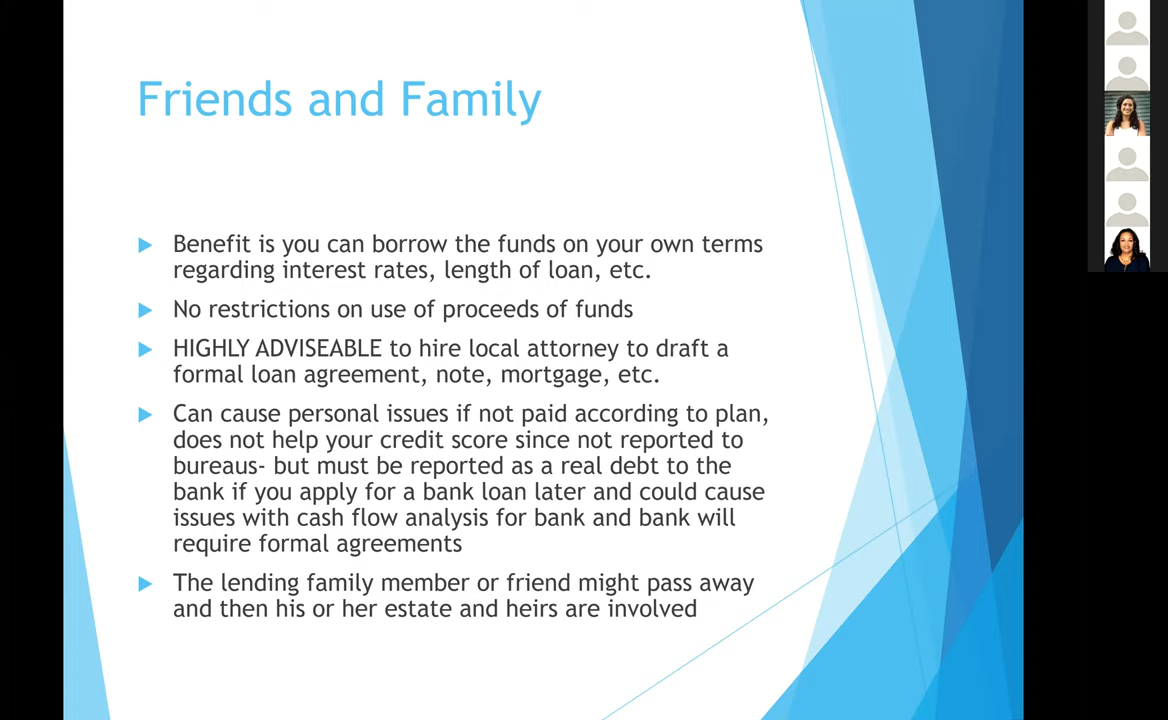 Friends and Family
Benefit is you can borrow the funds on your own terms
regarding interest rates, length of loan, etc.
No restrictions on use of proceeds of funds
HIGHLY ADVISEABLE to hire local attorney to draft a
formal loan agreement, note, mortgage, etc.
Can cause personal issues if not paid according to plan,
does not help your credit score since not reported to
bureaus- but must be reported as a real debt to the
bank if you apply for a bank loan later and could cause
issues with cash flow analysis for bank and bank will
require formal agreements
The lending family member or friend might pass away
and then his or her estate and heirs are involved